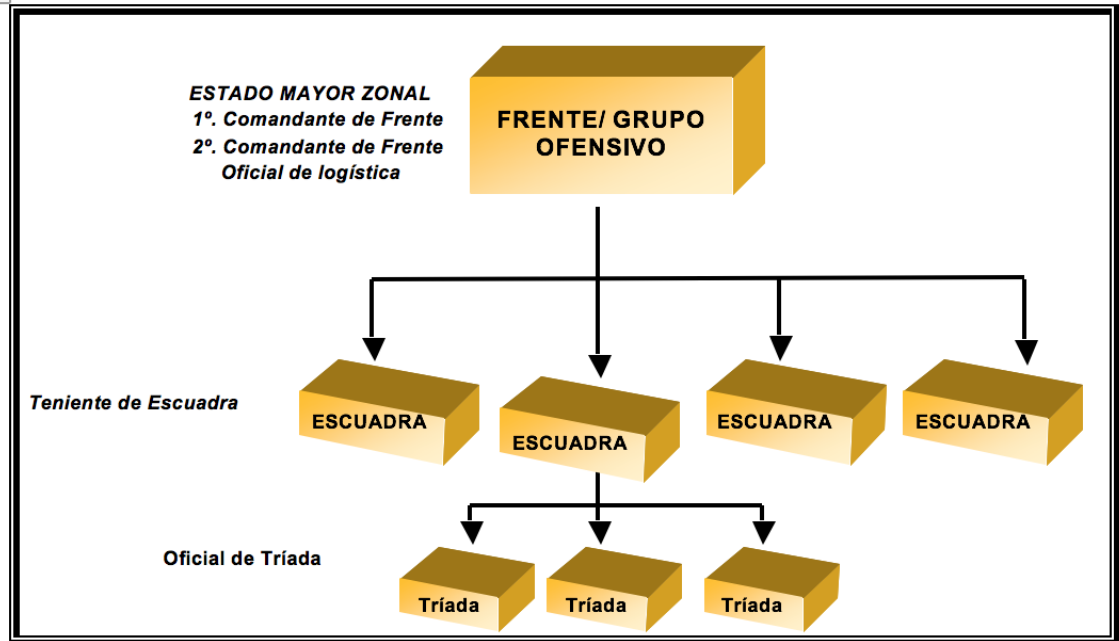 ESTADO MAYOR ZONAL
1º. Comandante de Frente
2º. Comandante de Frente
Oficial de logística
FRENTE/ GRUPO
OFENSIVO
Teniente de Escuadra
ESCUADRA
ESCUADRA
ESCUADRA
ESCUADRA
Oficial de Tríada
Tríada
Tríada
Tríada